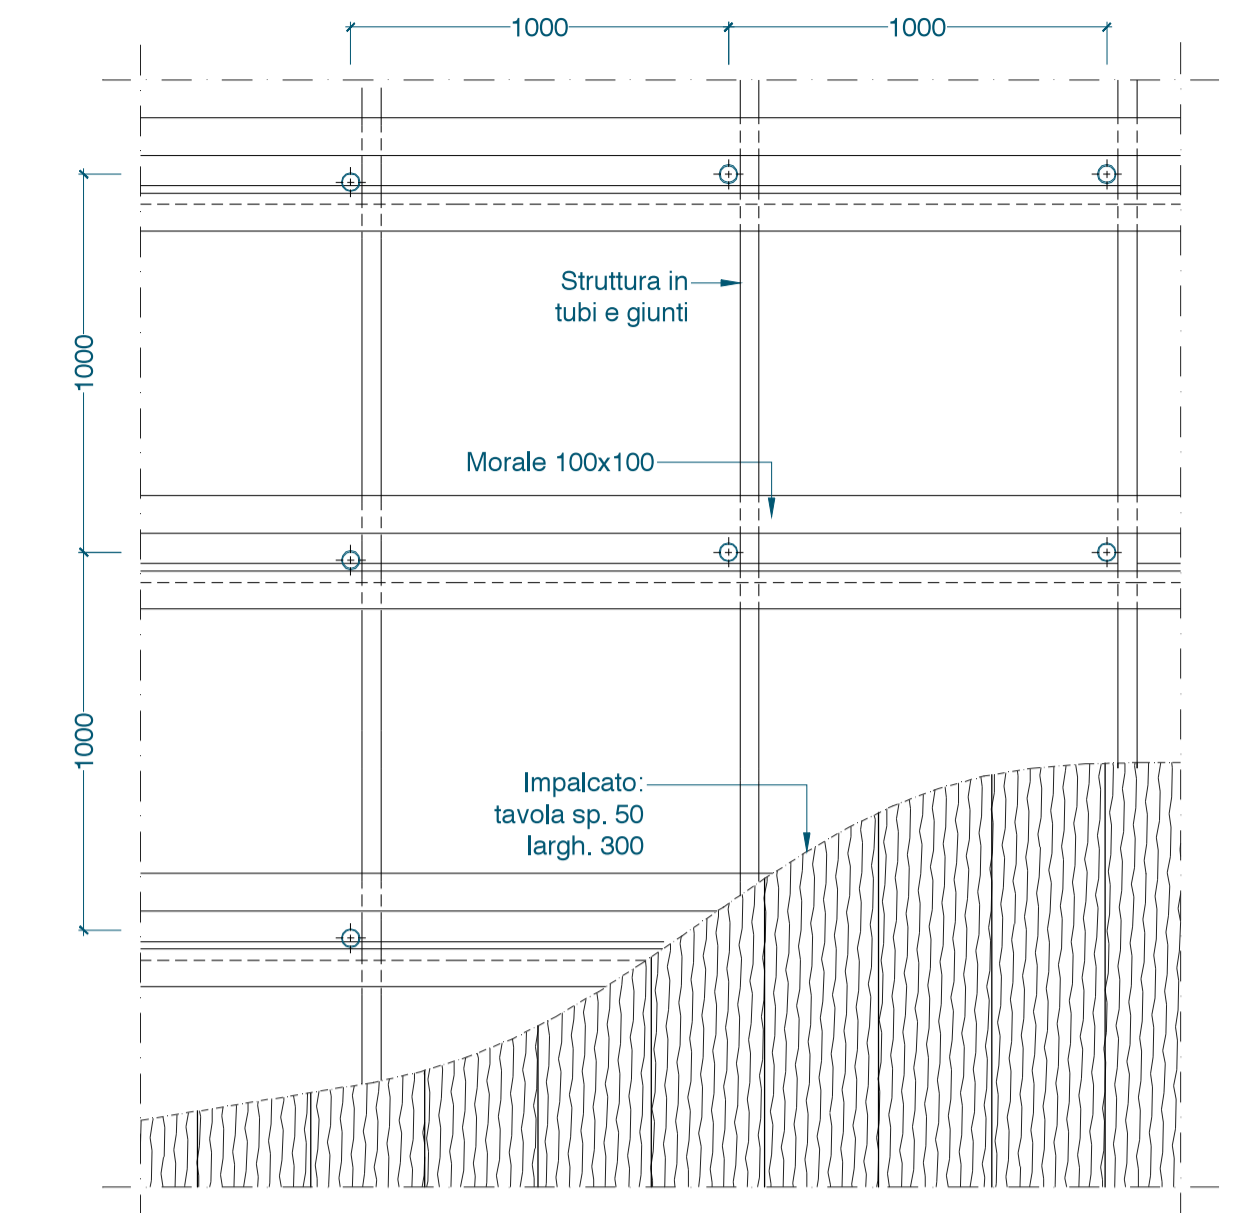 1000
1000
1000
Struttura in
tubi e giunti
Morale 100x100
1000
Impalcato:
tavola sp. 50
largh. 300